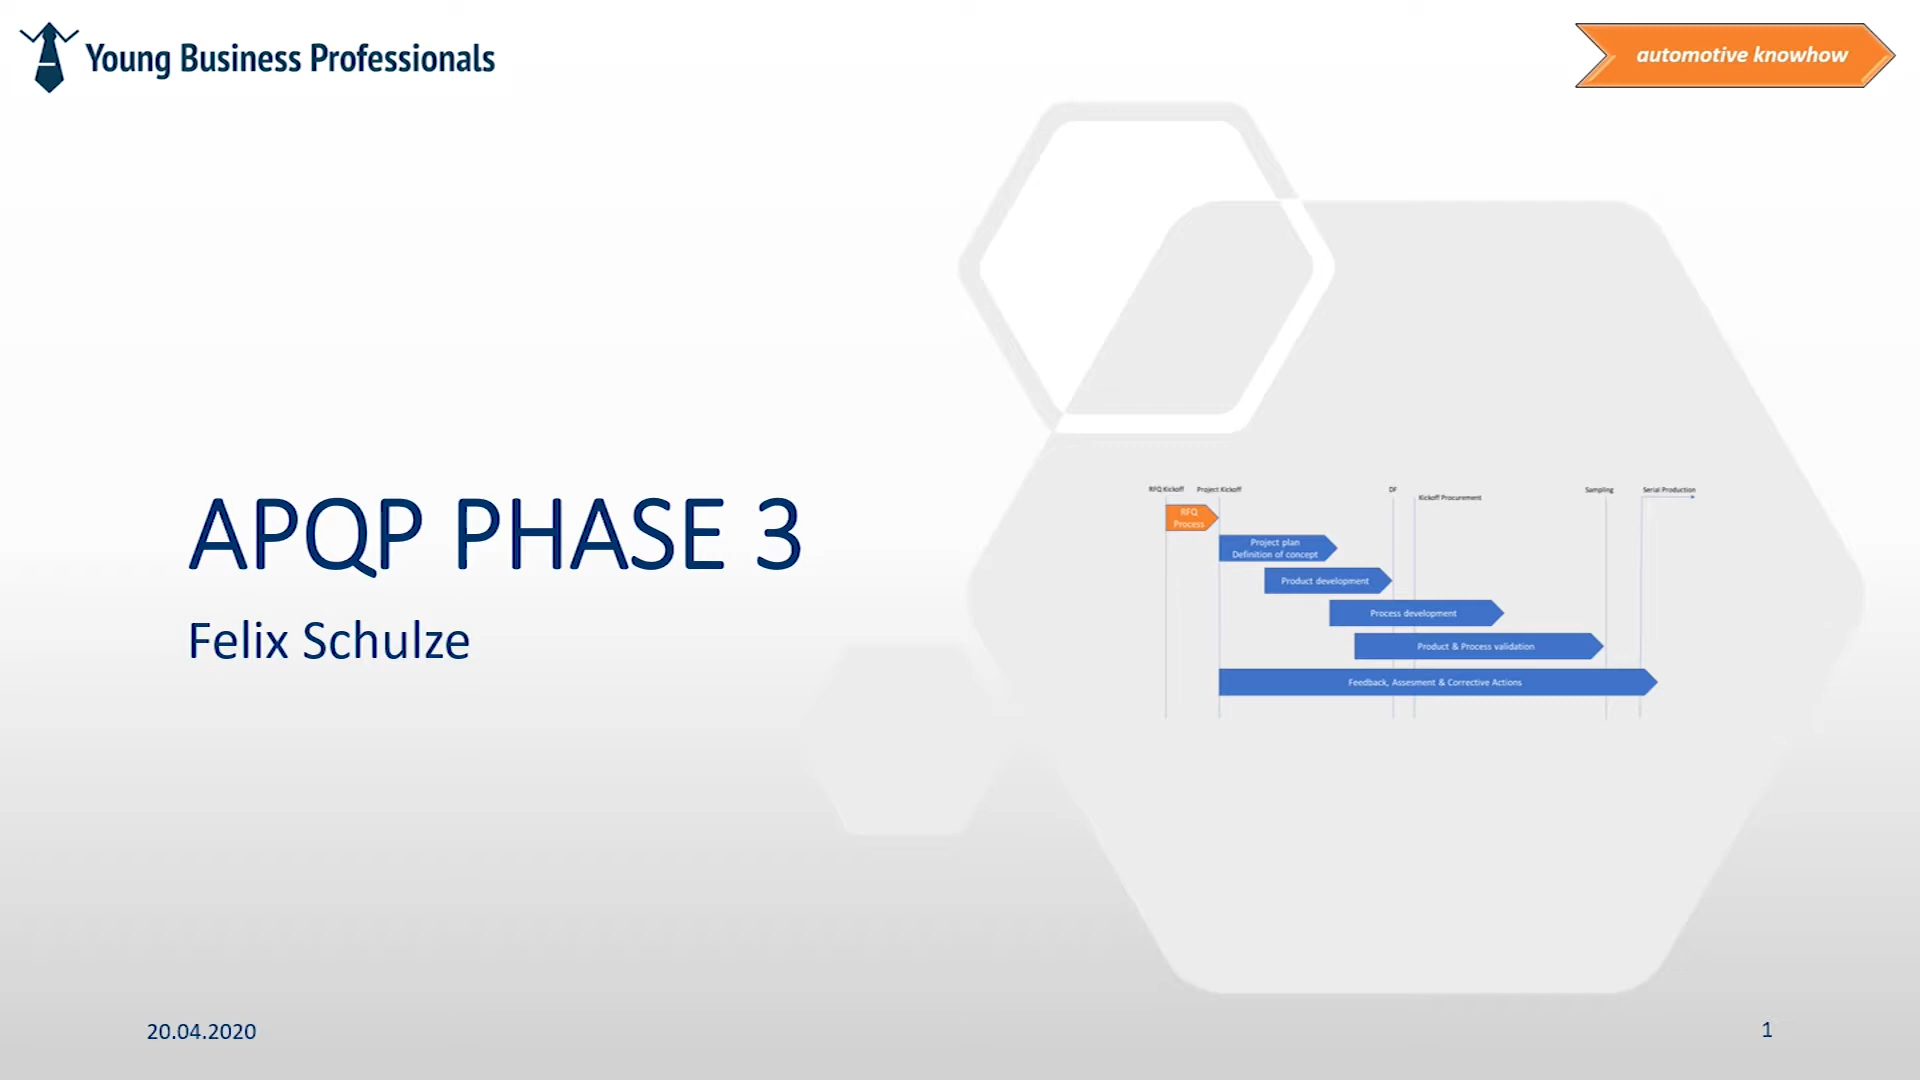 Young Business Professionals
automotive knowhow
APQP PHASE 3
Felix Schulze
RFQ Kickoff
Project Kickoff
DF
Kickoff Procurement
Sampling
Serial Production
RFQ
Process
Project plan
Definition of concept
Product development
Process development
Product & Process validation
Feedback, Assesment & Corrective Actions
20.04.2020
1